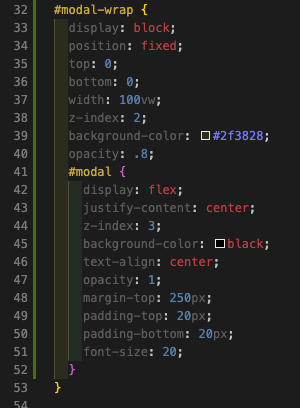 32 #modal-wrap {
33 display: block;
34 position: fixed;
35 top: 0;
36 bottom: 0;
37 width: 100vw;
38 z-index: 2;
39 background-color: #2f3828;
40 opacity: .8;
41 #modal {
42 display: flex;
43 justify-content: center;
44 z-index: 3;
45 background-color: black;
46 text-align: center;
47 opacity: 1;
48 margin-top: 250px;
49 padding-top: 20px;
50 padding-bottom: 20px;
51 font-size: 20;
52 }
53 }
54